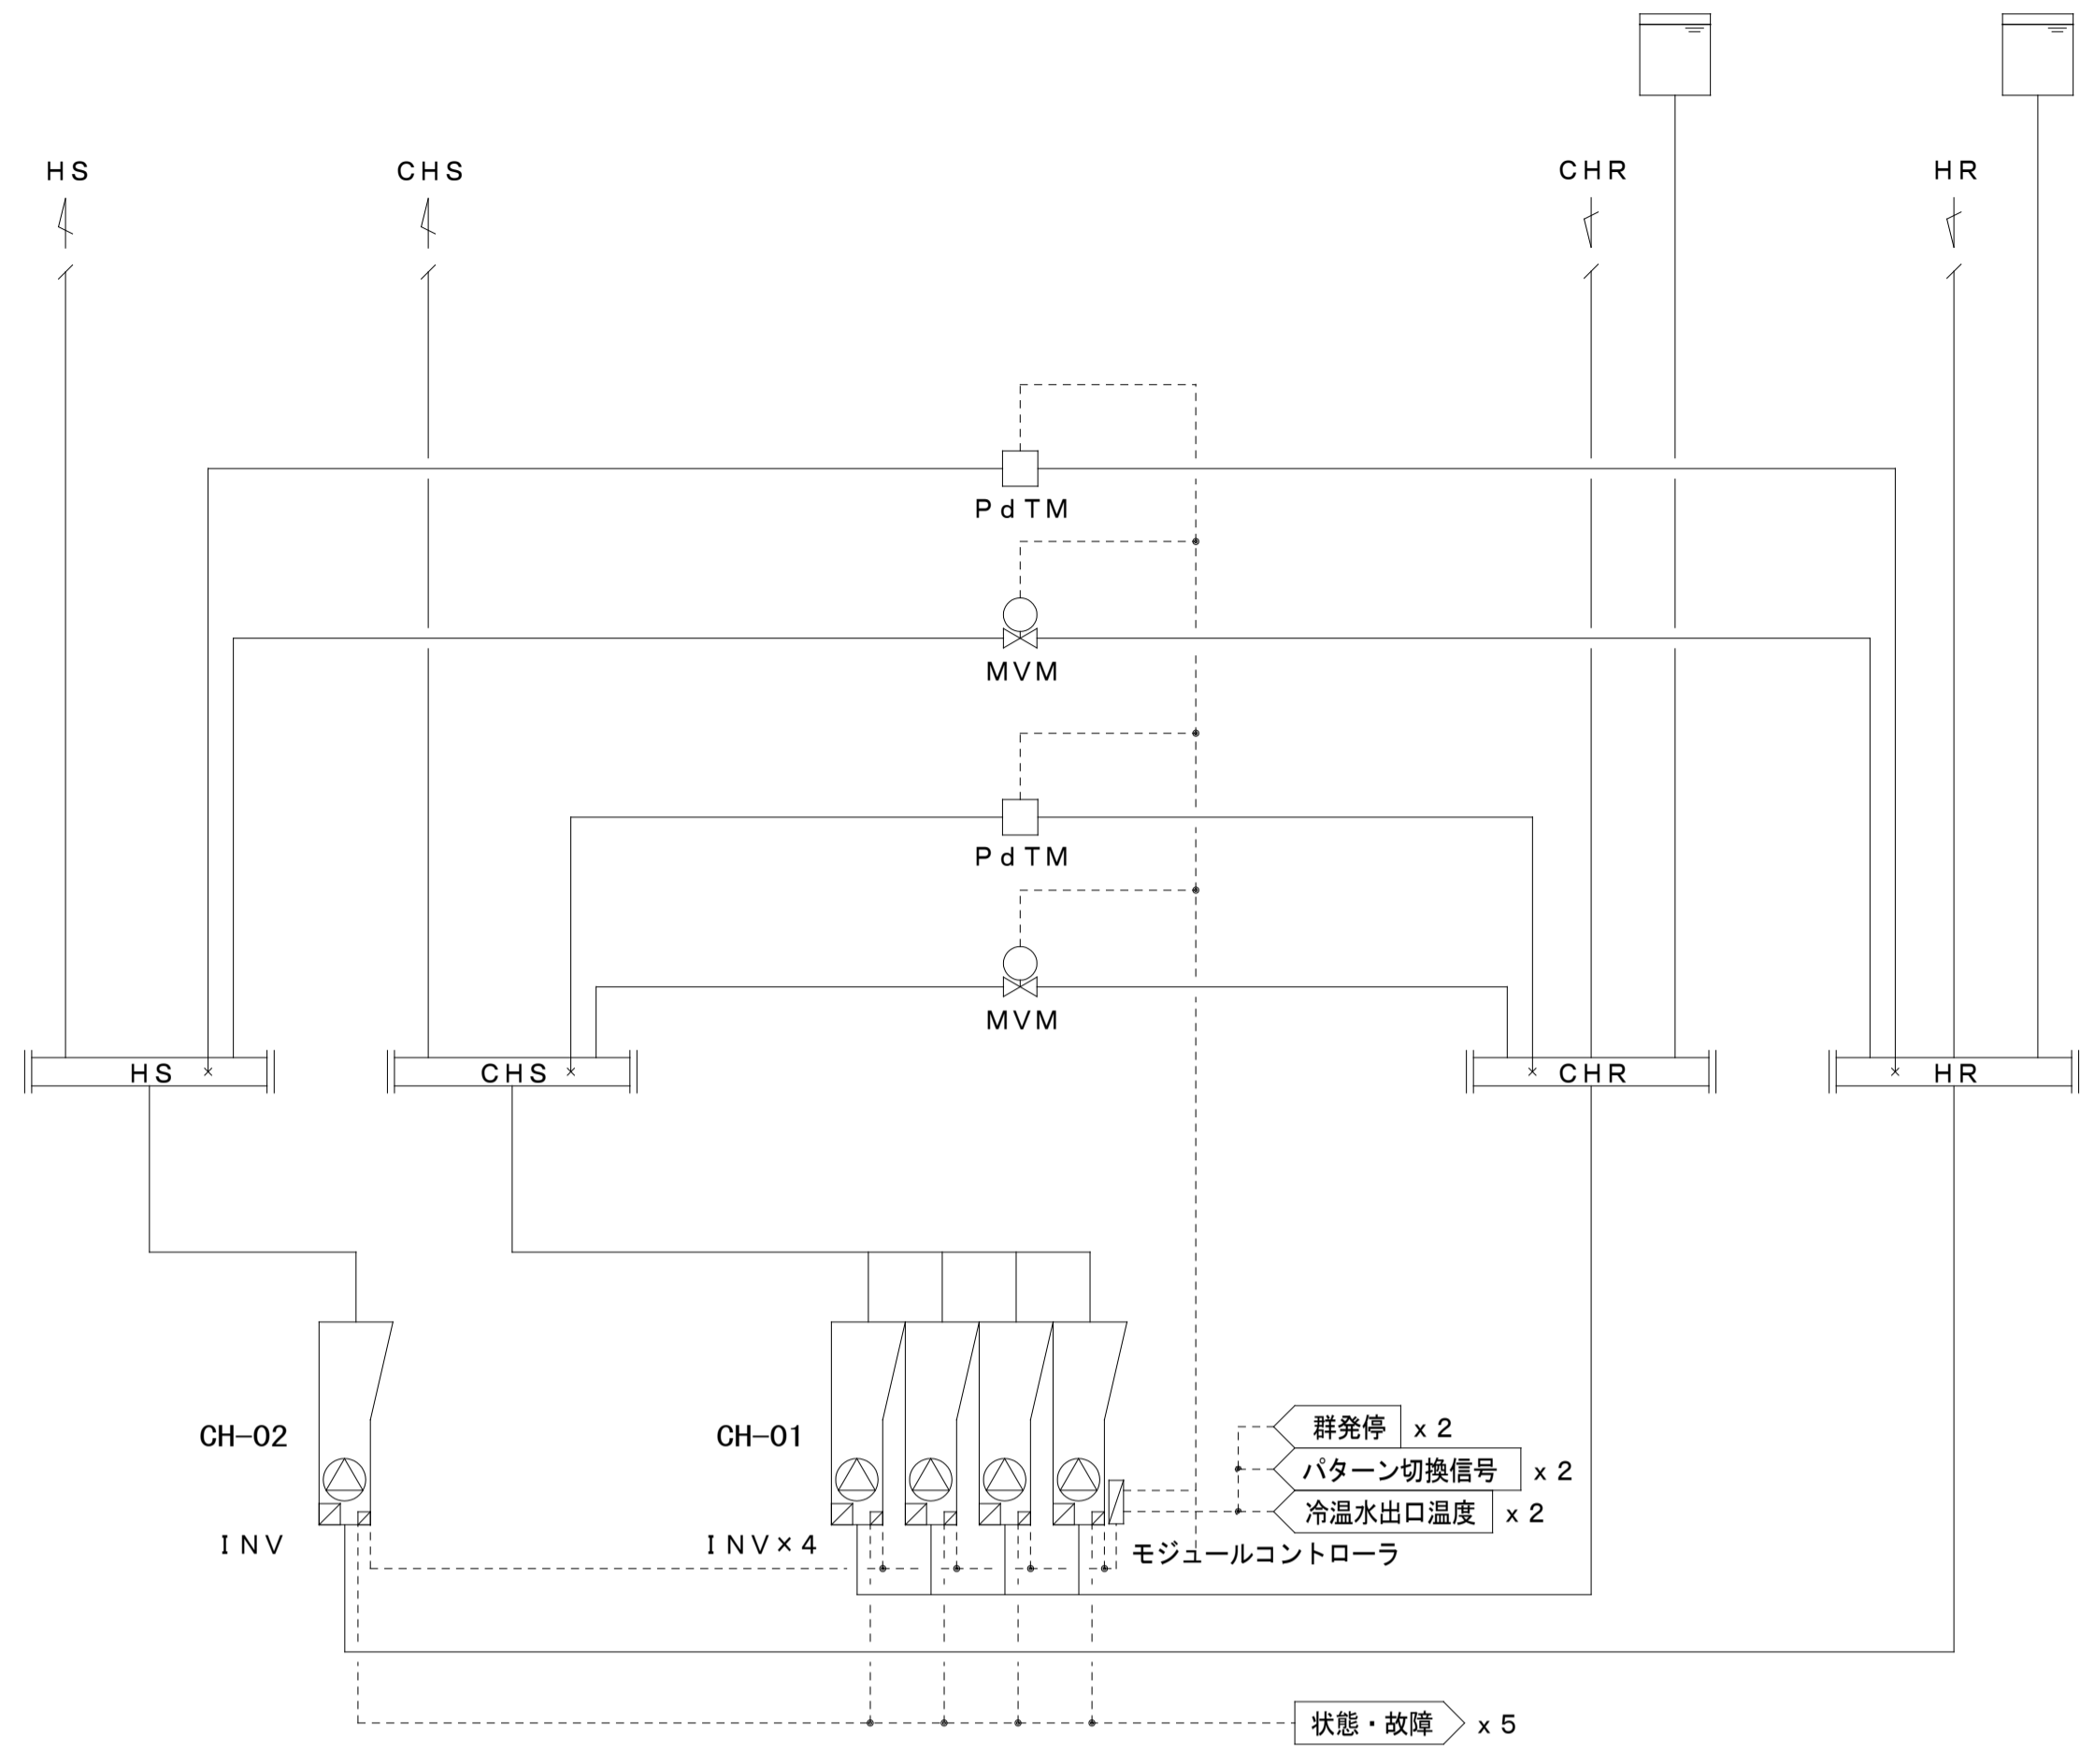 HS
CHS
CHR
HR
PdTM
MVM
PdTM
MVM
HS
CHS
CHR
HR
CH-02
CH-01
群発停 x 2
パターン切換信号 x 2
冷温水出口温度 x 2
INV
INV×4
モジュールコントローラ
状態・故障 x 5